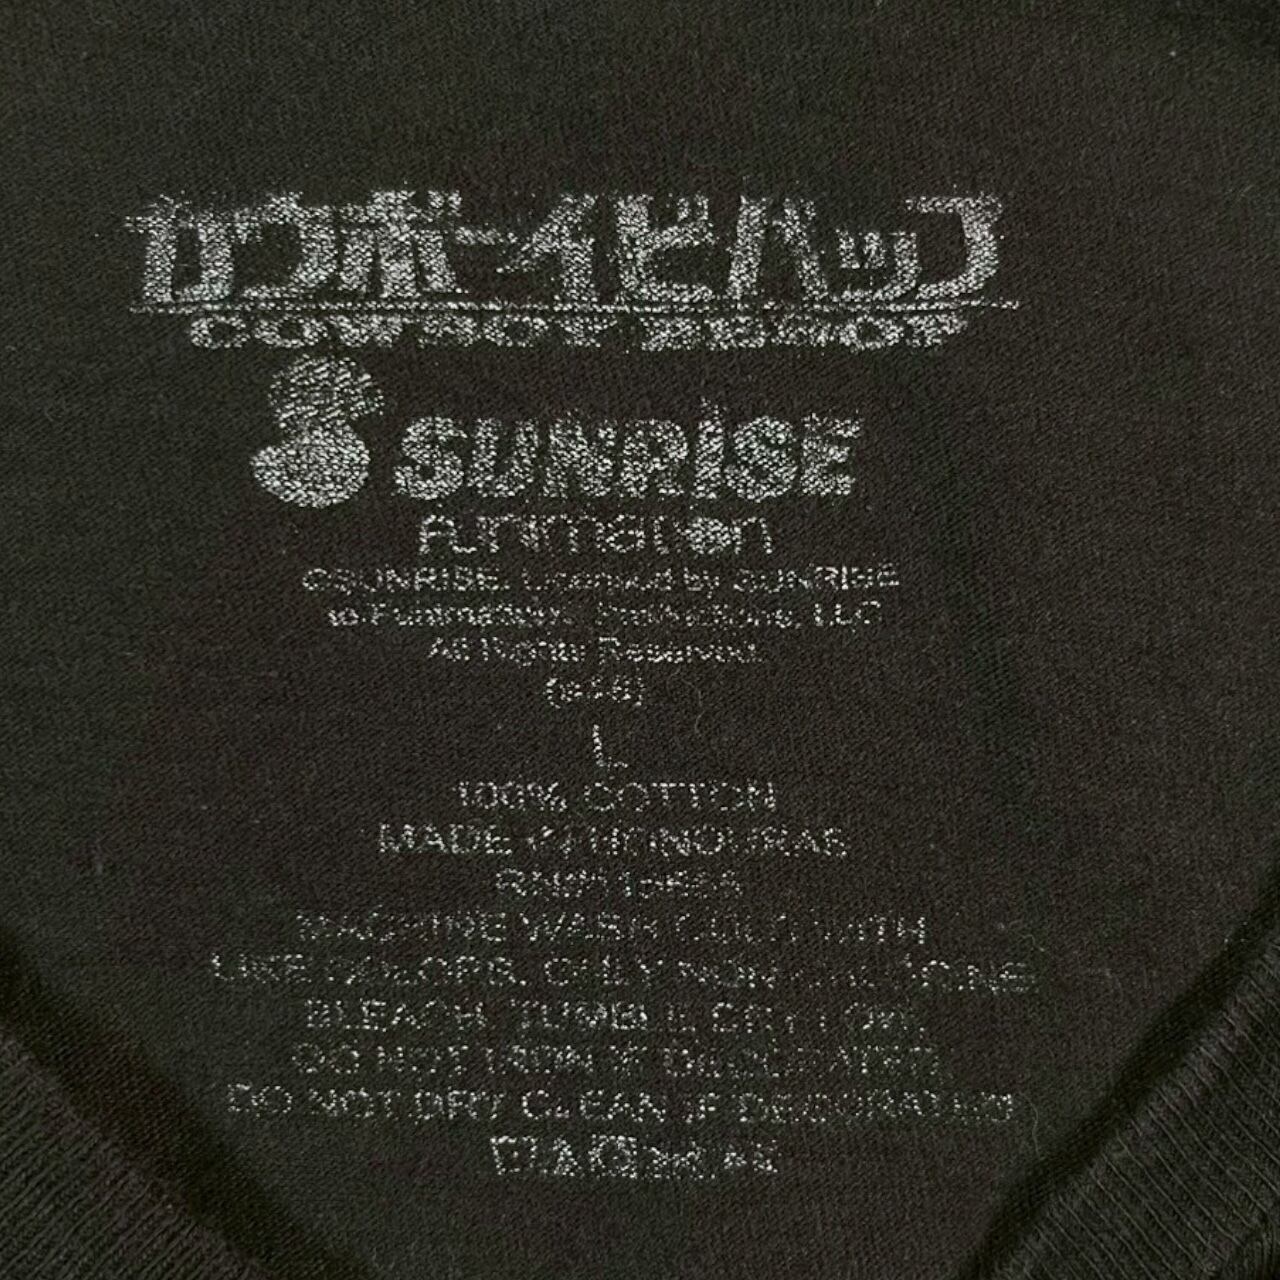 カウボーイビバップ
COWBOY BEBOP
SUNRISE
FUNimation
©SUNRISE. Licensed by SUNRISE
to Funimation Productions, LLC
All Rights Reserved.
L
100% COTTON
MADE IN HONDURAS
MACHINE WASH COLD WITH
LIKE COLORS. ONLY NON CHLORINE
BLEACH. TUMBLE DRY LOW.
DO NOT IRON IF DECORATED.
DO NOT DRY CLEAN IF DECORATED